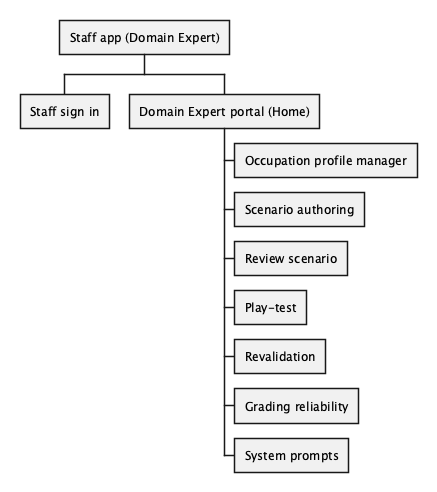 Staff app (Domain Expert)
Staff sign in
Domain Expert portal (Home)
Occupation profile manager
Scenario authoring
Review scenario
Play-test
Revalidation
Grading reliability
System prompts